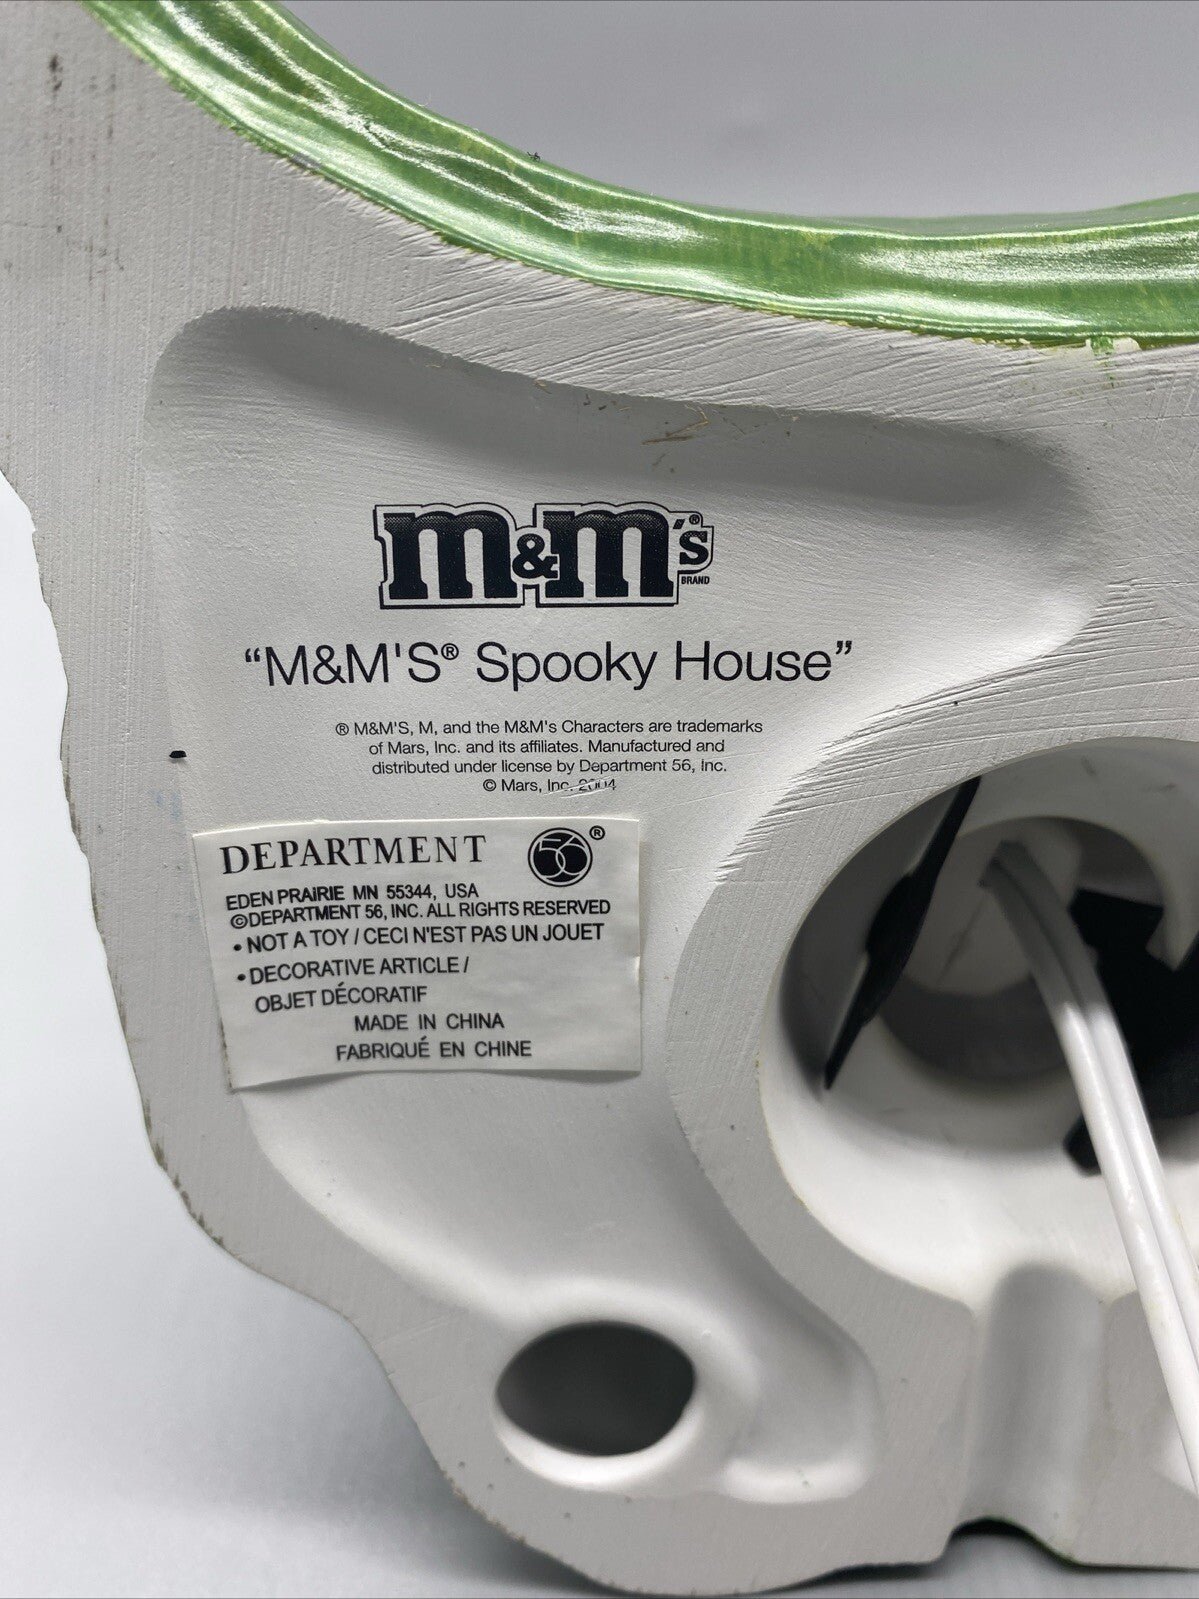 m&m's®
BRAND
“M&M'S® Spooky House”
® M&M'S, M, and the M&M's Characters are trademarks
of Mars, Inc. and its affiliates. Manufactured and
distributed under license by Department 56, Inc.
© Mars, Inc. 2004
DEPARTMENT 56®
EDEN PRAIRIE MN 55344, USA
©DEPARTMENT 56, INC. ALL RIGHTS RESERVED
• NOT A TOY / CECI N'EST PAS UN JOUET
• DECORATIVE ARTICLE /
OBJET DÉCORATIF
MADE IN CHINA
FABRIQUÉ EN CHINE